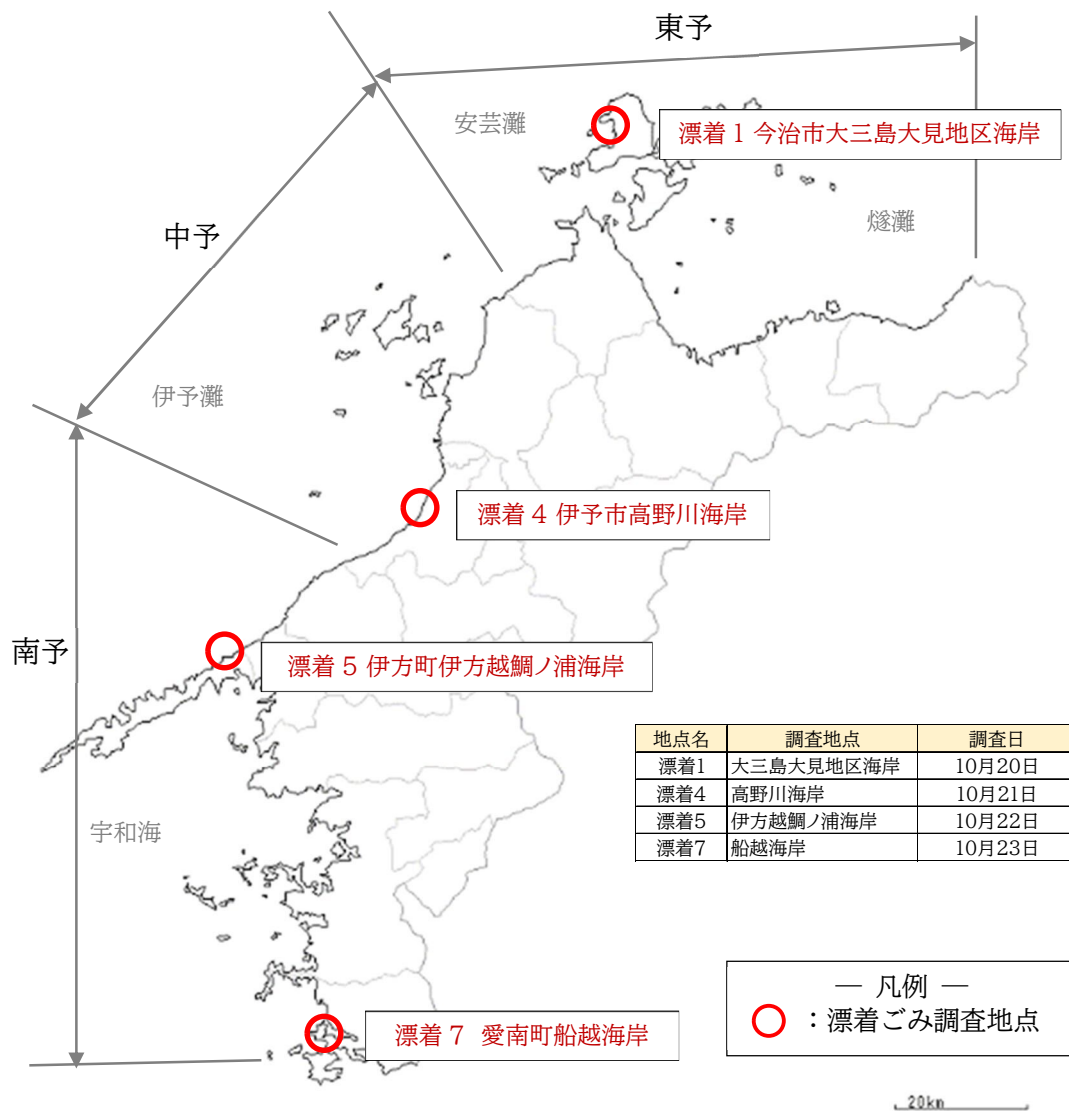 東予
安芸灘
漂着 1 今治市大三島大見地区海岸
燧灘
中予
伊予灘
漂着 4 伊予市高野川海岸
南予
漂着 5 伊方町伊方越鯛ノ浦海岸
地点名 調査地点 調査日
漂着1 大三島大見地区海岸 10月20日
漂着4 高野川海岸 10月21日
漂着5 伊方越鯛ノ浦海岸 10月22日
漂着7 船越海岸 10月23日
宇和海
漂着 7 愛南町船越海岸
― 凡例 ―
:漂着ごみ調査地点
20km